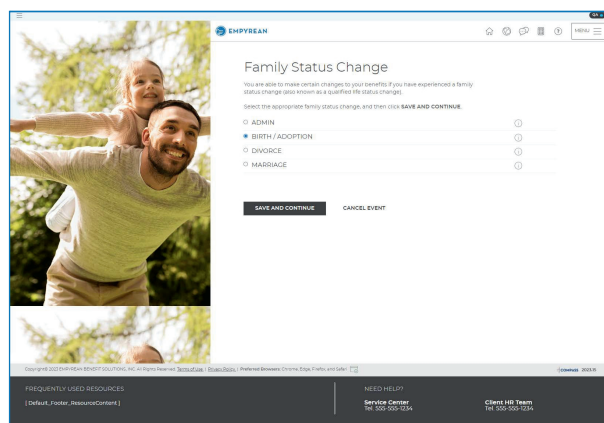 QA
EMPYREAN
MENU
Family Status Change
You are able to make certain changes to your benefits if you have experienced a family
status change (also known as a qualified life status change).
Select the appropriate family status change, and then click SAVE AND CONTINUE.
ADMIN
BIRTH / ADOPTION
DIVORCE
MARRIAGE
SAVE AND CONTINUE
CANCEL EVENT
Copyright© 2023 EMPYREAN BENEFIT SOLUTIONS, INC. All Rights Reserved. Terms of Use / Privacy Policy / Preferred Browsers: Chrome, Edge, Firefox, and Safari
COMPASS 2023.15
FREQUENTLY USED RESOURCES
[ Default_Footer_ResourceContent ]
NEED HELP?
Service Center
Tel. 555-555-1234
Client HR Team
Tel. 555-555-1234